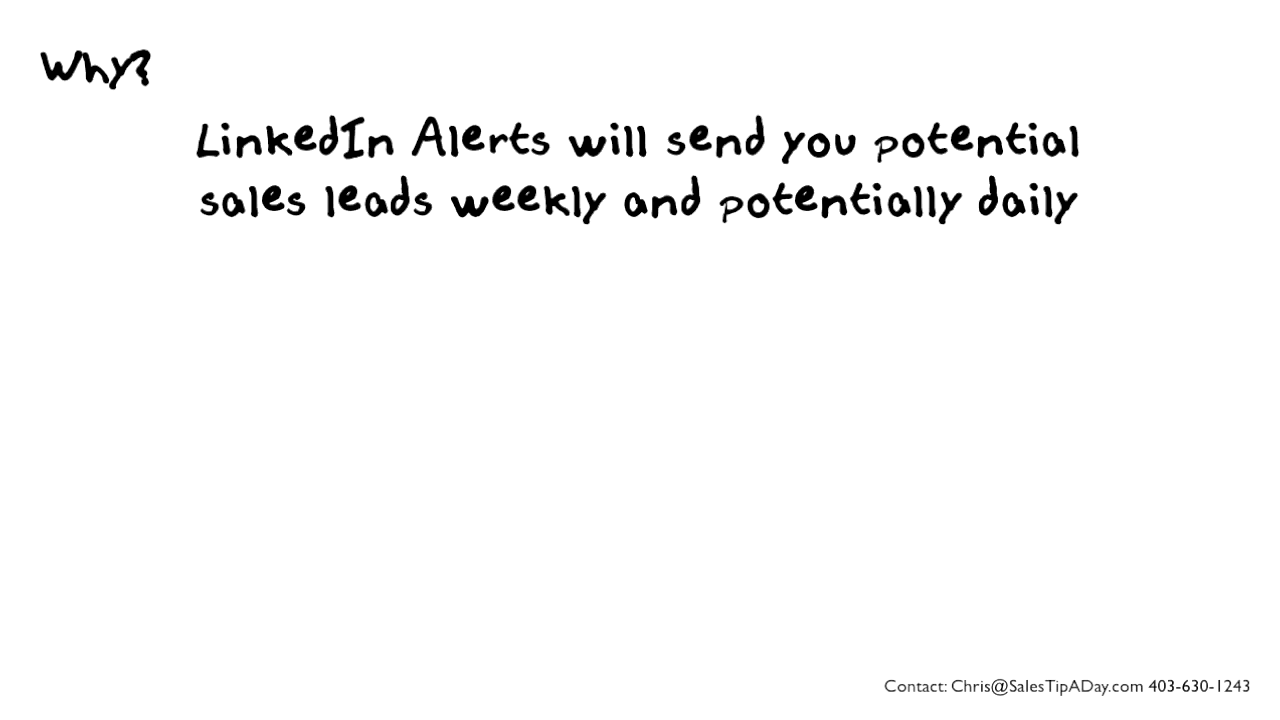 Why?
LinkedIn Alerts will send you potential
sales leads weekly and potentially daily
Contact: Chris@SalesTipADay.com 403-630-1243